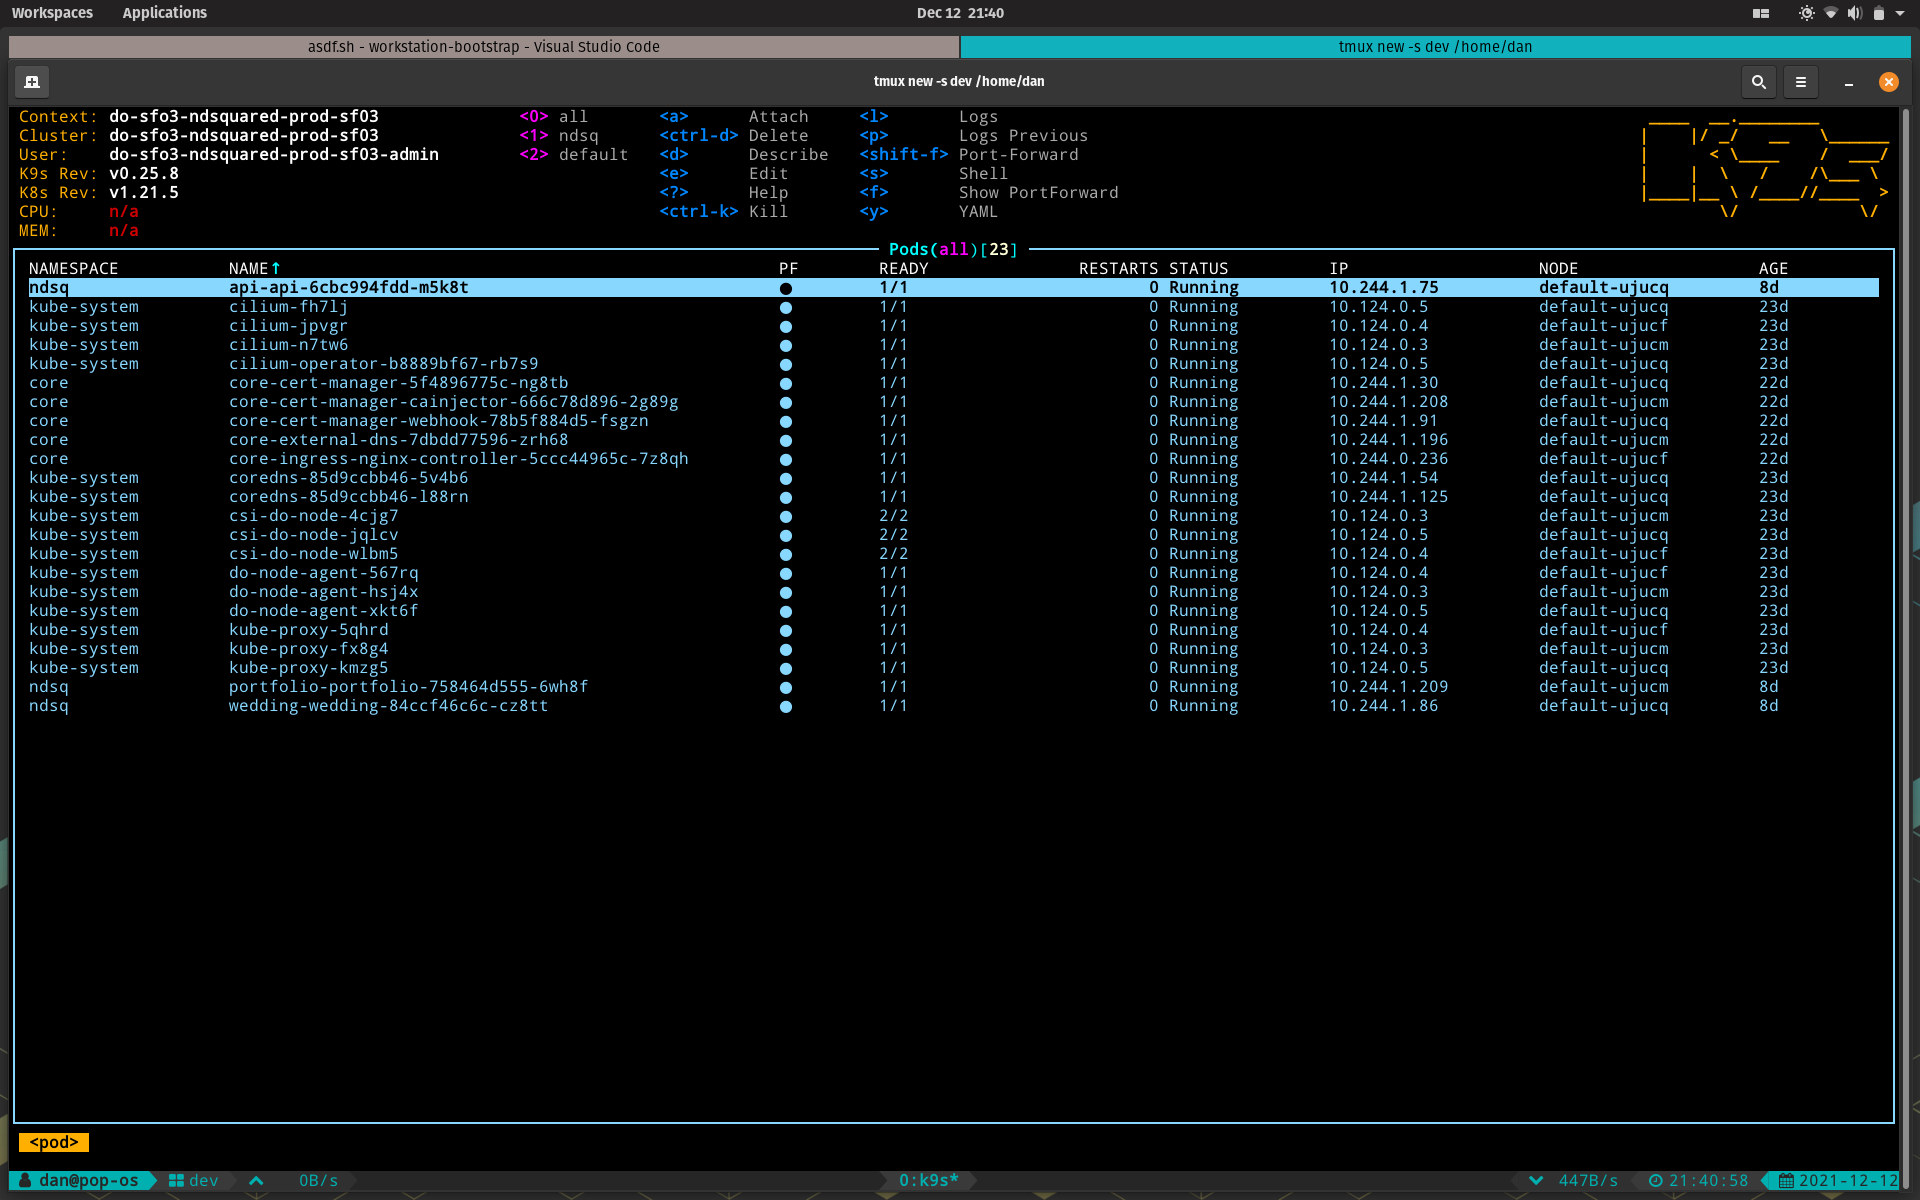 Workspaces Applications Dec 12 21:40
asdf.sh - workstation-bootstrap - Visual Studio Code tmux new -s dev /home/dan
tmux new -s dev /home/dan
Context: do-sfo3-ndsquared-prod-sf03 <0> all <a> Attach <l> Logs
Cluster: do-sfo3-ndsquared-prod-sf03 <1> ndsq <ctrl-d> Delete <p> Logs Previous
User: do-sfo3-ndsquared-prod-sf03-admin <2> default <d> Describe <shift-f> Port-Forward
K9s Rev: v0.25.8 <e> Edit <s> Shell
K8s Rev: v1.21.5 <?> Help <f> Show PortForward
CPU: n/a <ctrl-k> Kill <y> YAML
MEM: n/a
Pods(all)[23]
NAMESPACE NAME↑ PF READY RESTARTS STATUS IP NODE AGE
ndsq api-api-6cbc994fdd-m5k8t ● 1/1 0 Running 10.244.1.75 default-ujucq 8d
kube-system cilium-fh7lj ● 1/1 0 Running 10.124.0.5 default-ujucq 23d
kube-system cilium-jpvgr ● 1/1 0 Running 10.124.0.4 default-ujucf 23d
kube-system cilium-n7tw6 ● 1/1 0 Running 10.124.0.3 default-ujucm 23d
kube-system cilium-operator-b8889bf67-rb7s9 ● 1/1 0 Running 10.124.0.5 default-ujucq 23d
core core-cert-manager-5f4896775c-ng8tb ● 1/1 0 Running 10.244.1.30 default-ujucq 22d
core core-cert-manager-cainjector-666c78d896-2g89g ● 1/1 0 Running 10.244.1.208 default-ujucm 22d
core core-cert-manager-webhook-78b5f884d5-fsgzn ● 1/1 0 Running 10.244.1.91 default-ujucq 22d
core core-external-dns-7dbdd77596-zrh68 ● 1/1 0 Running 10.244.1.196 default-ujucm 22d
core core-ingress-nginx-controller-5ccc44965c-7z8qh ● 1/1 0 Running 10.244.0.236 default-ujucf 22d
kube-system coredns-85d9ccbb46-5v4b6 ● 1/1 0 Running 10.244.1.54 default-ujucq 23d
kube-system coredns-85d9ccbb46-l88rn ● 1/1 0 Running 10.244.1.125 default-ujucq 23d
kube-system csi-do-node-4cjg7 ● 2/2 0 Running 10.124.0.3 default-ujucm 23d
kube-system csi-do-node-jqlcv ● 2/2 0 Running 10.124.0.5 default-ujucq 23d
kube-system csi-do-node-wlbm5 ● 2/2 0 Running 10.124.0.4 default-ujucf 23d
kube-system do-node-agent-567rq ● 1/1 0 Running 10.124.0.4 default-ujucf 23d
kube-system do-node-agent-hsj4x ● 1/1 0 Running 10.124.0.3 default-ujucm 23d
kube-system do-node-agent-xkt6f ● 1/1 0 Running 10.124.0.5 default-ujucq 23d
kube-system kube-proxy-5qhrd ● 1/1 0 Running 10.124.0.4 default-ujucf 23d
kube-system kube-proxy-fx8g4 ● 1/1 0 Running 10.124.0.3 default-ujucm 23d
kube-system kube-proxy-kmzg5 ● 1/1 0 Running 10.124.0.5 default-ujucq 23d
ndsq portfolio-portfolio-758464d555-6wh8f ● 1/1 0 Running 10.244.1.209 default-ujucm 8d
ndsq wedding-wedding-84ccf46c6c-cz8tt ● 1/1 0 Running 10.244.1.86 default-ujucq 8d
<pod>
dan@pop-os dev 0B/s 0:k9s* 447B/s 21:40:58 2021-12-12